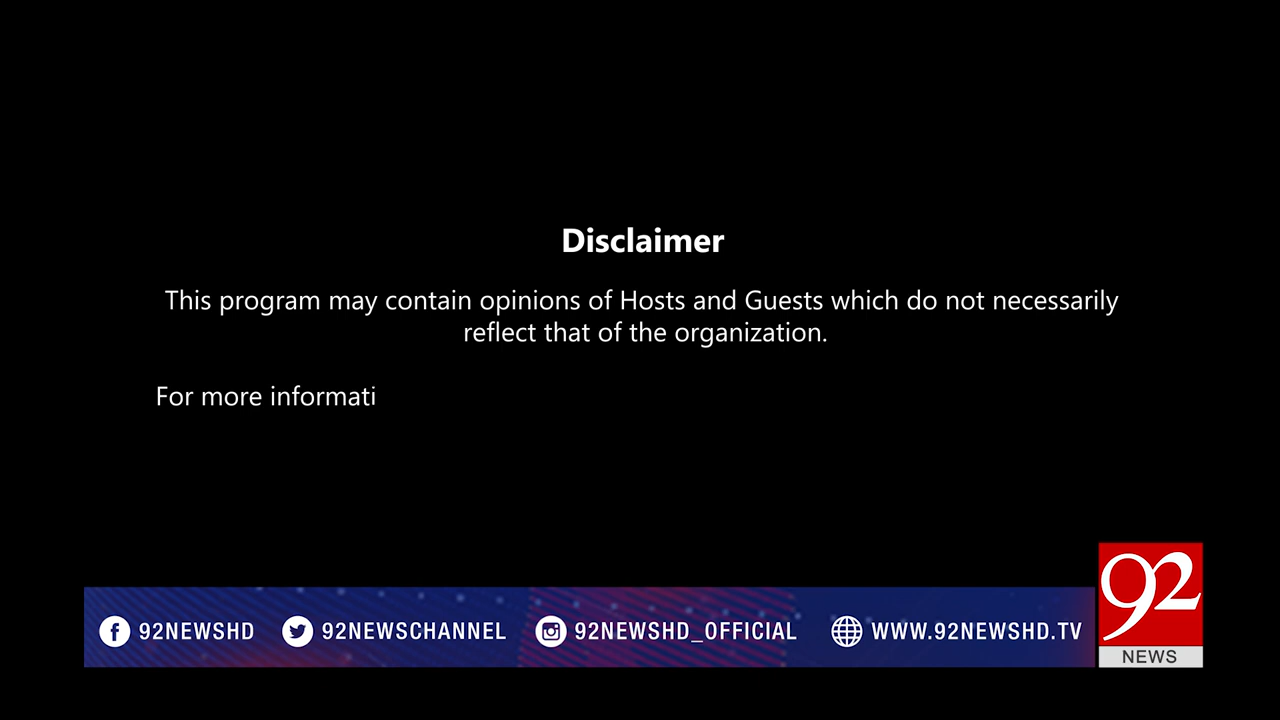 Disclaimer
This program may contain opinions of Hosts and Guests which do not necessarily
reflect that of the organization.
For more informati
92NEWSHD 92NEWSCHANNEL 92NEWSHD_OFFICIAL WWW.92NEWSHD.TV
92
NEWS